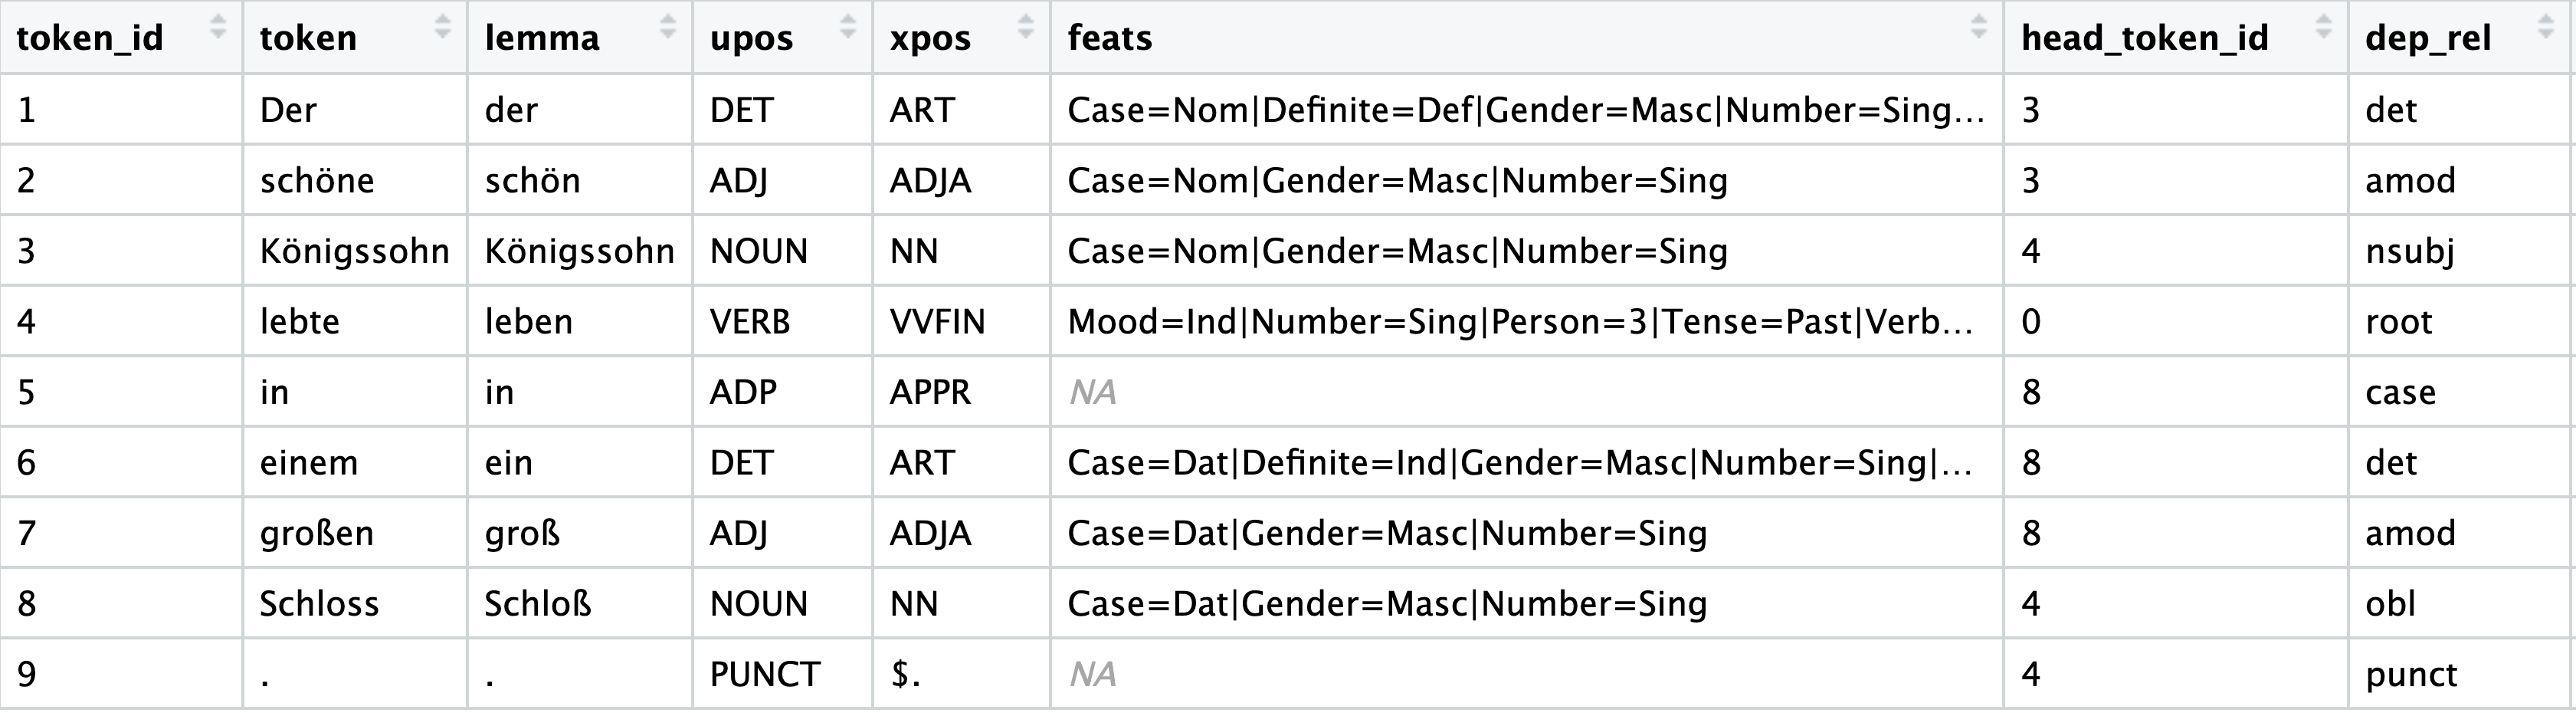 token_id token lemma upos xpos feats head_token_id dep_rel
1 Der der DET ART Case=Nom|Definite=Def|Gender=Masc|Number=Sing... 3 det
2 schöne schön ADJ ADJA Case=Nom|Gender=Masc|Number=Sing 3 amod
3 Königssohn Königssohn NOUN NN Case=Nom|Gender=Masc|Number=Sing 4 nsubj
4 lebte leben VERB VVFIN Mood=Ind|Number=Sing|Person=3|Tense=Past|Verb... 0 root
5 in in ADP APPR NA 8 case
6 einem ein DET ART Case=Dat|Definite=Ind|Gender=Masc|Number=Sing|... 8 det
7 großen groß ADJ ADJA Case=Dat|Gender=Masc|Number=Sing 8 amod
8 Schloss Schloß NOUN NN Case=Dat|Gender=Masc|Number=Sing 4 obl
9 . . PUNCT $. NA 4 punct